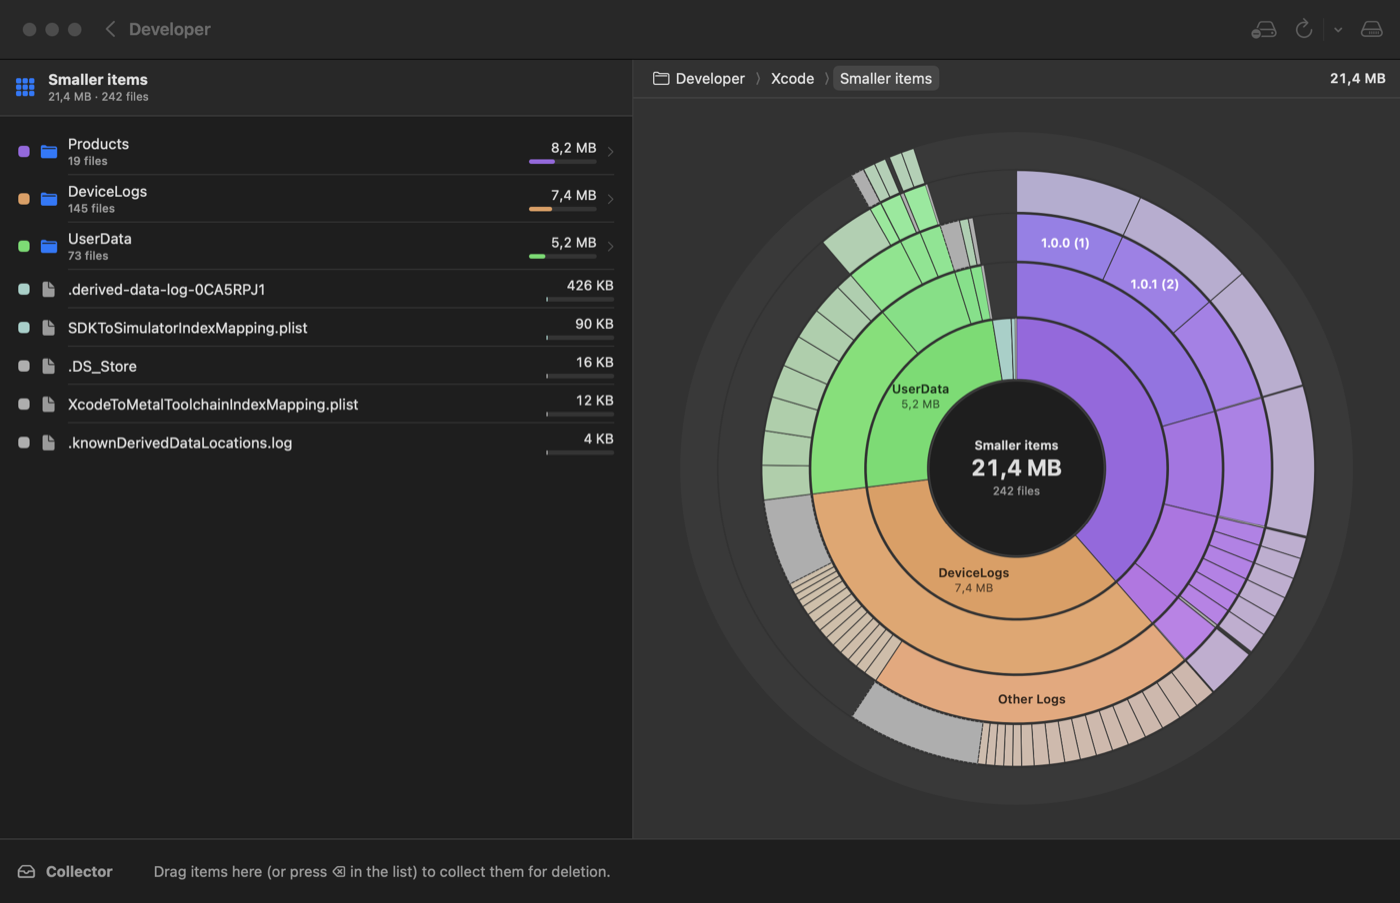 Developer
Smaller items
21,4 MB · 242 files
Products
19 files
8,2 MB
DeviceLogs
145 files
7,4 MB
UserData
73 files
5,2 MB
.derived-data-log-0CA5RPJ1
426 KB
SDKToSimulatorIndexMapping.plist
90 KB
.DS_Store
16 KB
XcodeToMetalToolchainIndexMapping.plist
12 KB
.knownDerivedDataLocations.log
4 KB
Developer 〉 Xcode 〉 Smaller items
21,4 MB
1.0.0 (1)
1.0.1 (2)
UserData
5,2 MB
Smaller items
21,4 MB
242 files
DeviceLogs
7,4 MB
Other Logs
Collector
Drag items here (or press ⌫ in the list) to collect them for deletion.